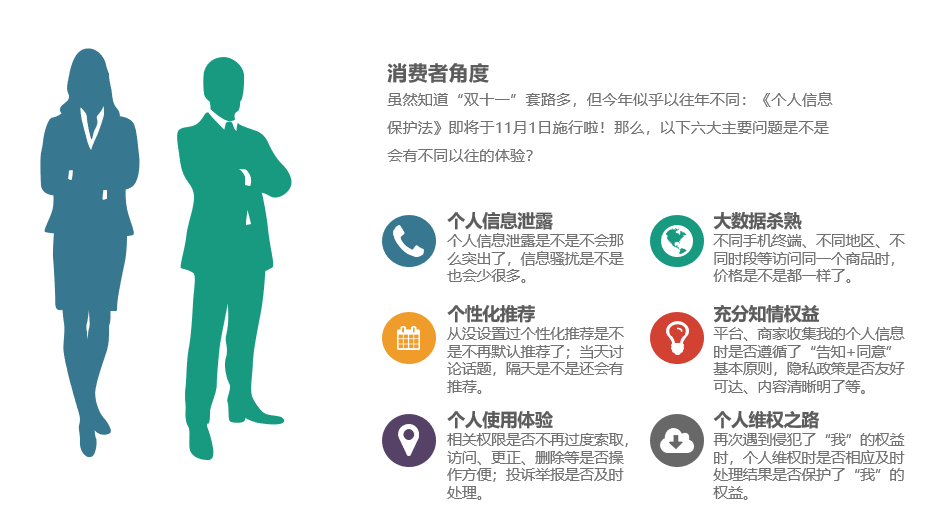 消费者角度
虽然知道“双十一”套路多，但今年似乎以往年不同：《个人信息
保护法》即将于11月1日施行啦！那么，以下六大主要问题是不是
会有不同以往的体验？
个人信息泄露
个人信息泄露是不是不会那
么突出了，信息骚扰是不是
也会少很多。
大数据杀熟
不同手机终端、不同地区、不
同时段等访问同一个商品时，
价格是不是都一样了。
个性化推荐
从没设置过个性化推荐是不
是不再默认推荐了；当天讨
论话题，隔天是不是还会有
推荐。
充分知情权益
平台、商家收集我的个人信息
时是否遵循了“告知+同意”
基本原则，隐私政策是否友好
可达、内容清晰明了等。
个人使用体验
相关权限是否不再过度索取，
访问、更正、删除等是否操
作方便；投诉举报是否及时
处理。
个人维权之路
再次遇到侵犯了“我”的权益
时，个人维权时是否相应及时
处理结果是否保护了“我”的
权益。